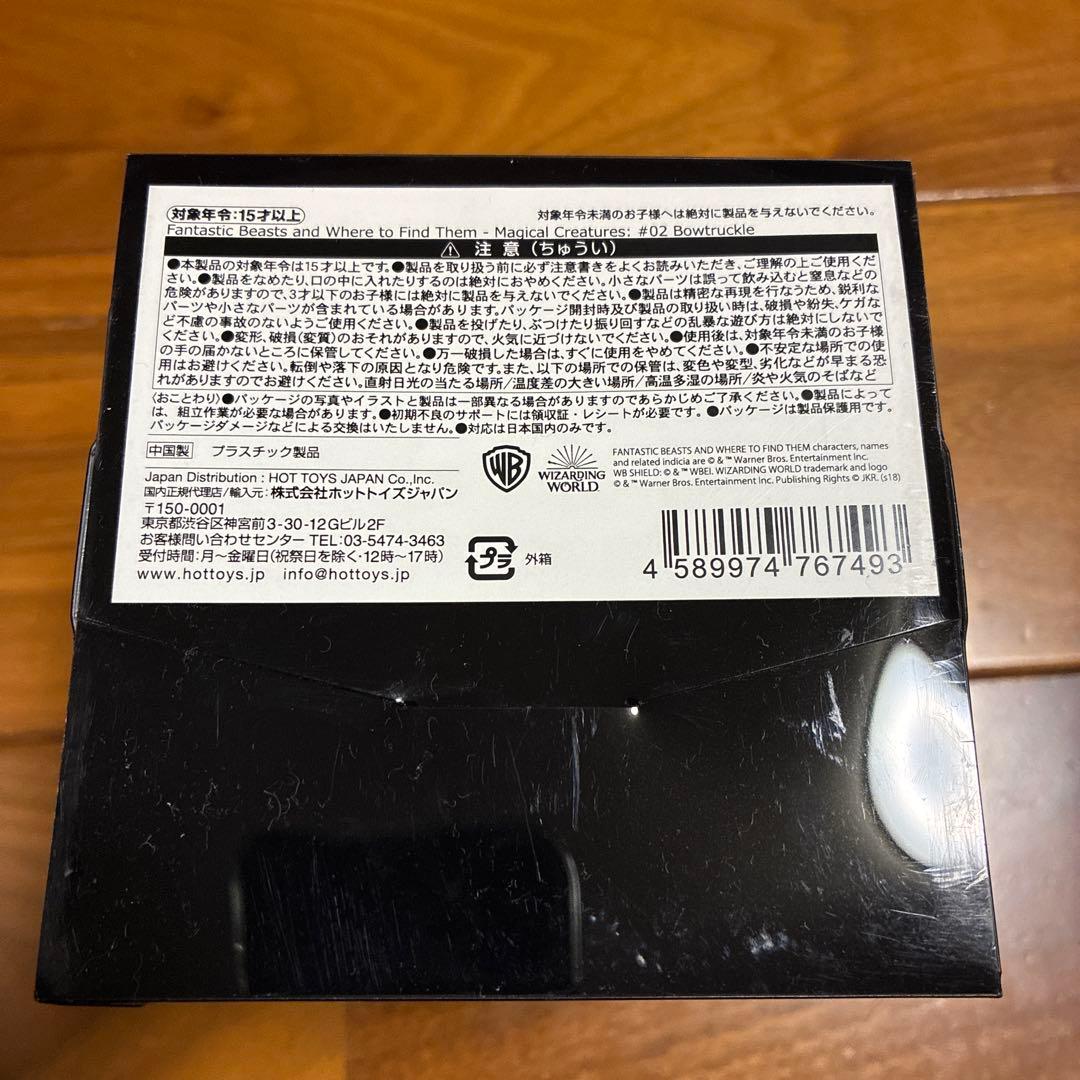 対象年令:15才以上
対象年令未満のお子様へは絶対に製品を与えないでください。
Fantastic Beasts and Where to Find Them - Magical Creatures: #02 Bowtruckle
注意(ちゅうい)
●本製品の対象年令は15才以上です。●製品を取り扱う前に必ず注意書きをよくお読みいただき、ご理解の上ご使用くだ
さい。●製品をなめたり、口の中に入れたりするのは絶対におやめください。小さなパーツは誤って飲み込むと窒息などの
危険がありますので、3才以下のお子様には絶対に製品を与えないでください。●製品は精密な再現を行なうため、鋭利な
パーツや小さなパーツが含まれている場合があります。パッケージ開封時及び製品の取り扱い時は、破損や紛失、ケガな
ど不慮の事故のないようご使用ください。●製品を投げたり、ぶつけたり振り回すなどの乱暴な遊び方は絶対にしないで
ください。●変形、破損(変質)のおそれがありますので、火気に近づけないでください。●使用後は、対象年令未満のお子様
の手の届かないところに保管してください。●万一破損した場合は、すぐに使用をやめてください。●不安定な場所での使
用はお避けください。転倒や落下の原因となり危険です。また、以下の場所での保管は、変色や変型、劣化などが早まる恐
れがありますのでお避けください。直射日光の当たる場所/温度差の大きい場所/高温多湿の場所/炎や火気のそばなど
〈おことわり〉●パッケージの写真やイラストと製品は一部異なる場合がありますのであらかじめご了承ください。●製品によって
は、組立作業が必要な場合があります。●初期不良のサポートには領収証・レシートが必要です。●パッケージは製品保護用です。
パッケージダメージなどによる交換はいたしません。●対応は日本国内のみです。
中国製 プラスチック製品
Japan Distribution : HOT TOYS JAPAN Co.,Inc.
国内正規代理店/輸入元:株式会社ホットトイズジャパン
〒150-0001
東京都渋谷区神宮前3-30-12Gビル2F
お客様問い合わせセンター TEL:03-5474-3463
受付時間:月〜金曜日(祝祭日を除く・12時〜17時)
www.hottoys.jp info@hottoys.jp
WB
WIZARDING
WORLD
FANTASTIC BEASTS AND WHERE TO FIND THEM characters, names
and related indicia are © & ™ Warner Bros. Entertainment Inc.
WB SHIELD: © & ™ WBEI. WIZARDING WORLD trademark and logo
© & ™ Warner Bros. Entertainment Inc. Publishing Rights © JKR. (s18)
プラ 外箱
4 589974 767493